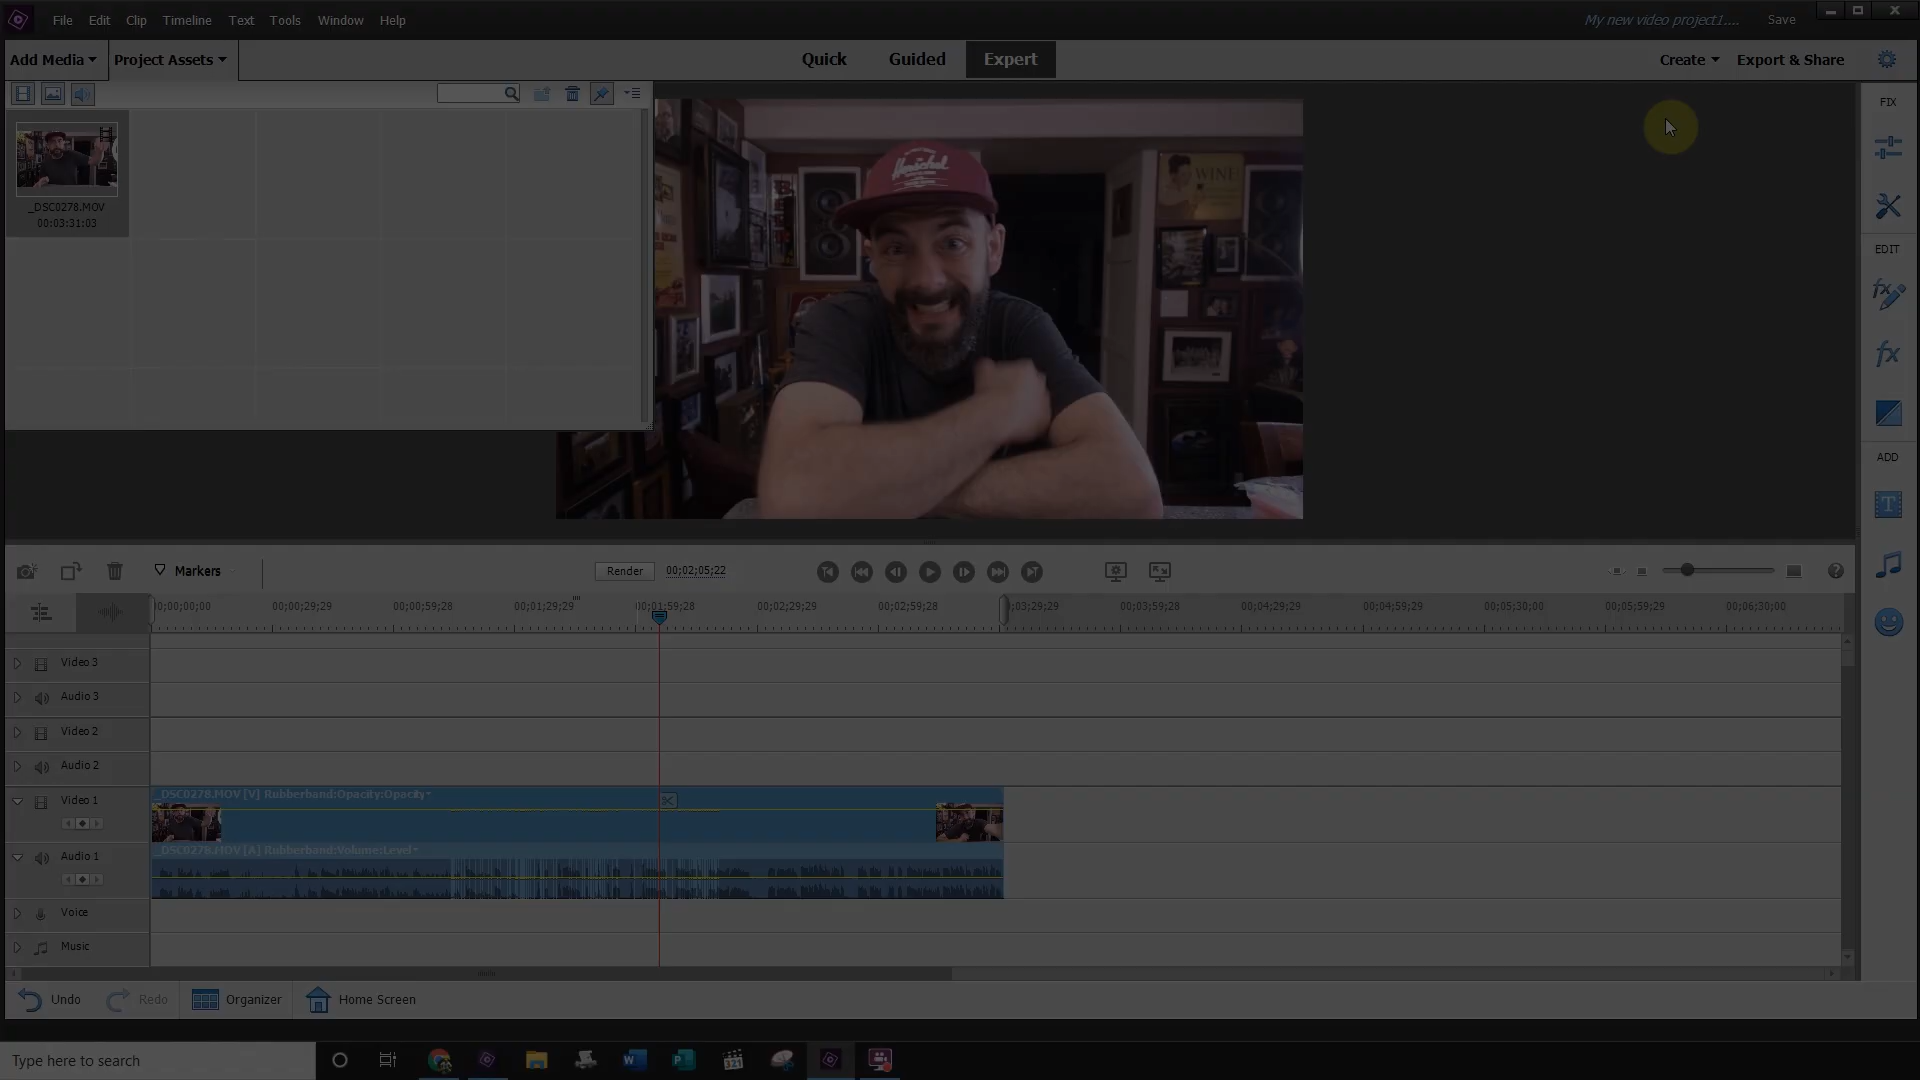 File Edit Clip Timeline Text Tools Window Help
My new video project1....
Save
Add Media
Project Assets
Quick Guided Expert
Create
Export & Share
FIX
_DSC0278.MOV
00:03:31:03
Herschel
WINE
EDIT
ADD
Markers
Render
00;02;05;22
;00;00;00 00;00;29;29 00;00;59;28 00;01;29;29 00;01;59;28 00;02;29;29 00;02;59;28 ;03;29;29 00;03;59;28 00;04;29;29 00;04;59;28 00;05;30;00 00;05;59;29 00;06;30;00
Video 3
Audio 3
Video 2
Audio 2
Video 1
_DSC0278.MOV [V] Rubberband:Opacity:Opacity
Audio 1
_DSC0278.MOV [A] Rubberband:Volume:Level
Voice
Music
Undo Redo Organizer Home Screen
Type here to search
321